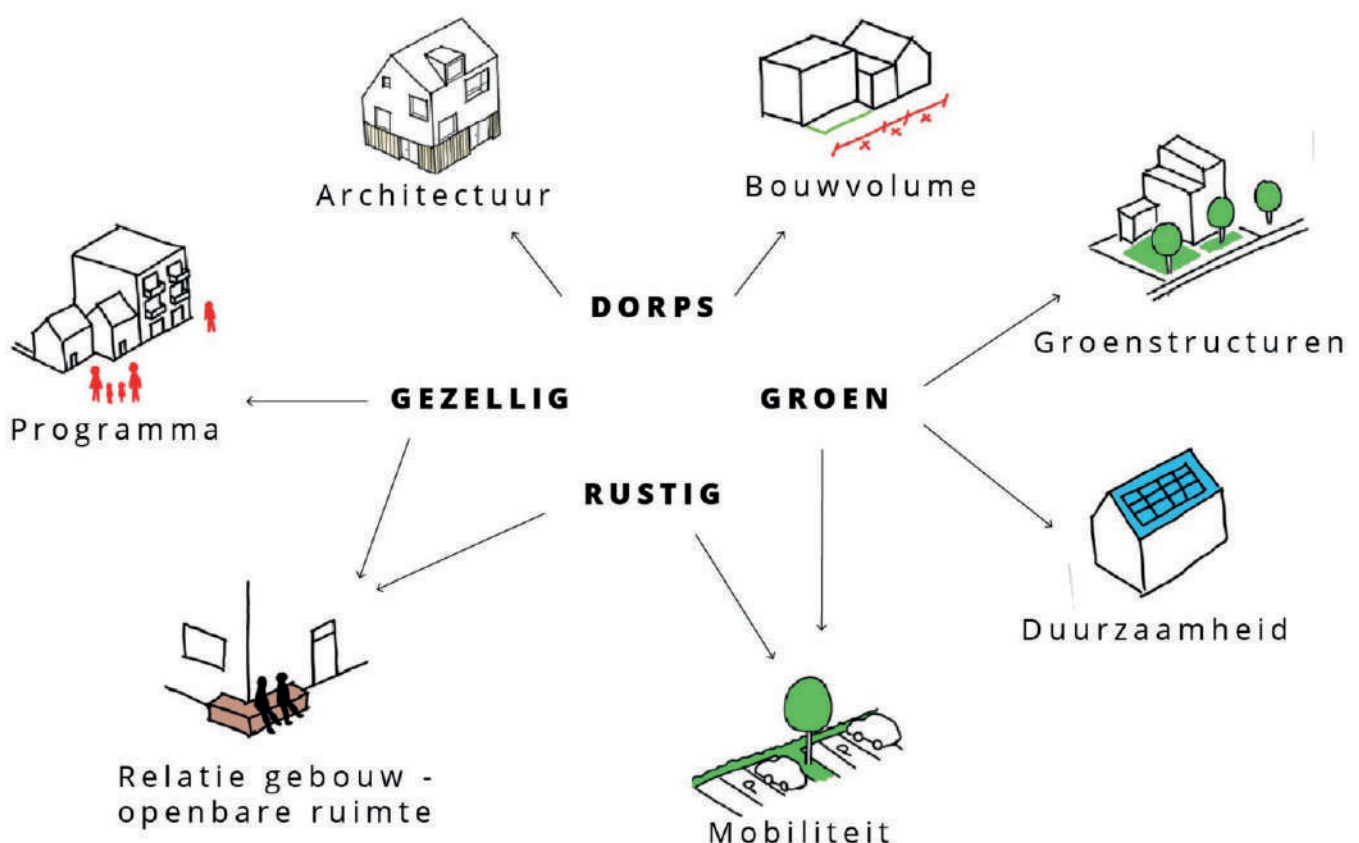 Architectuur
Bouwvolume
DORPS
Groenstructuren
Programma
GEZELLIG
GROEN
RUSTIG
Duurzaamheid
Relatie gebouw -
openbare ruimte
P
P
Mobiliteit